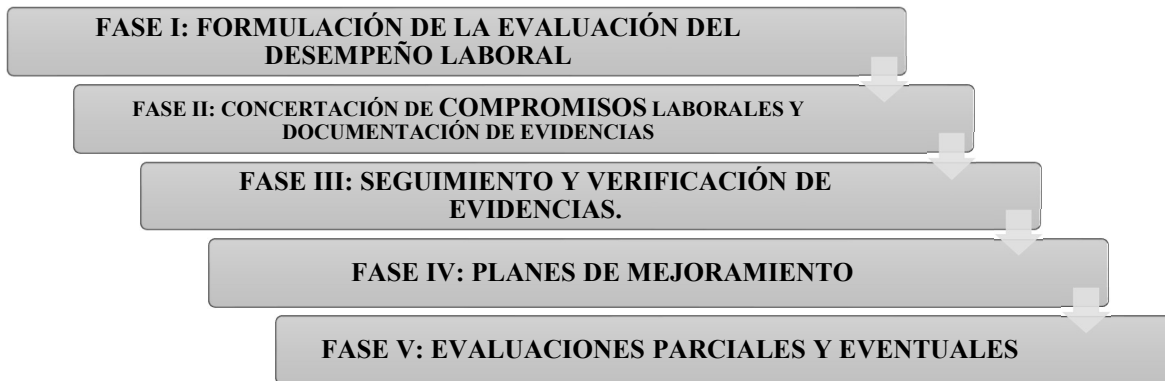 FASE I: FORMULACIÓN DE LA EVALUACIÓN DEL
DESEMPEÑO LABORAL
FASE II: CONCERTACIÓN DE COMPROMISOS LABORALES Y
DOCUMENTACIÓN DE EVIDENCIAS
FASE III: SEGUIMIENTO Y VERIFICACIÓN DE
EVIDENCIAS.
FASE IV: PLANES DE MEJORAMIENTO
FASE V: EVALUACIONES PARCIALES Y EVENTUALES